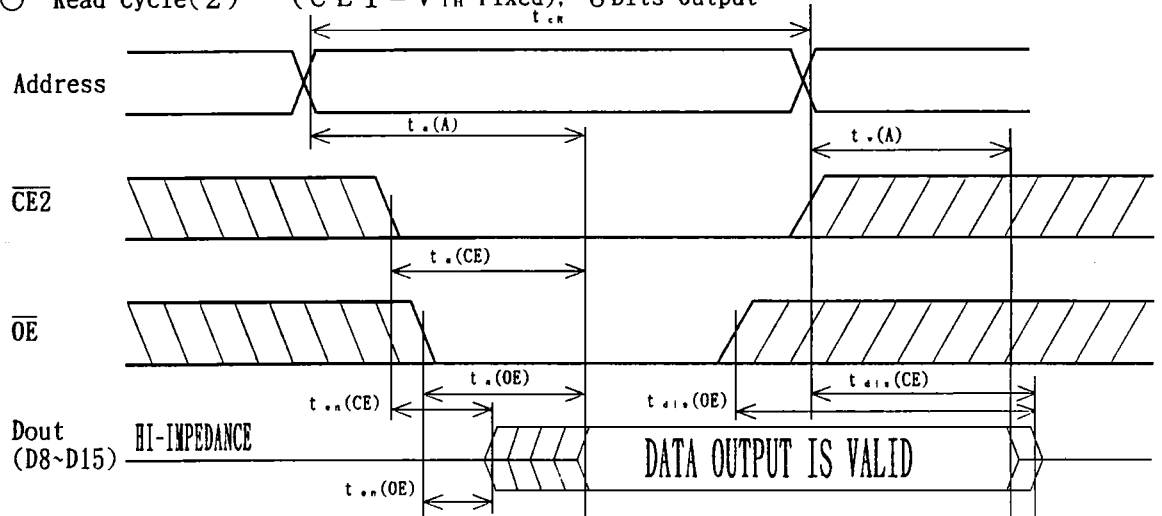 ○ Read cycle(2) (CE1=VIH fixed), 8bits output
tcR
Address
ta(A)
tv(A)
CE2
ta(CE)
OE
ta(OE)
tdis(CE)
ten(CE)
tdis(OE)
Dout
(D8~D15)
HI-IMPEDANCE
DATA OUTPUT IS VALID
ten(OE)